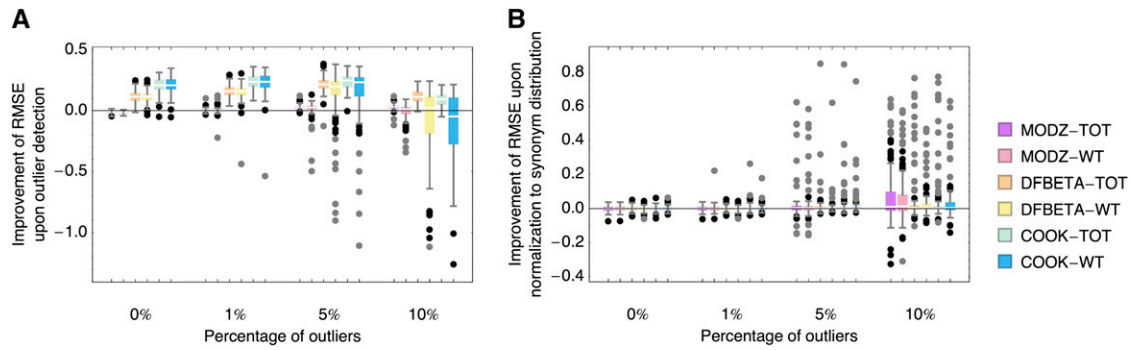 A
Improvement of RMSE
upon outlier detection
0.5
0.0
−0.5
−1.0
0%
1%
5%
10%
Percentage of outliers
B
Improvement of RMSE upon
normalization to synonym distribution
0.8
0.6
0.4
0.2
0.0
−0.2
−0.4
0%
1%
5%
10%
Percentage of outliers
MODZ−TOT
MODZ−WT
DFBETA−TOT
DFBETA−WT
COOK−TOT
COOK−WT